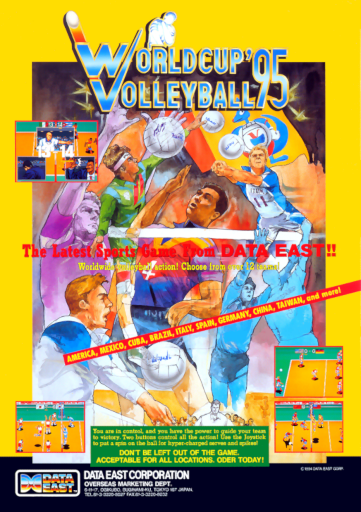 WORLDCUP '95
VOLLEYBALL
The Latest Sports Game from DATA EAST!!
Worldwide volleyball action! Choose from over 12 teams!
AMERICA, MEXICO, CUBA, BRAZIL, ITALY, SPAIN, GERMANY, CHINA, TAIWAN, and more!
You are in control, and you have the power to guide your team
to victory. Two buttons control all the action! Use the Joystick
to put a spin on the ball for hyper-charged serves and spikes!
DON'T BE LEFT OUT OF THE GAME.
ACCEPTABLE FOR ALL LOCATIONS. ODER TODAY!
© 1994 DATA EAST CORP.
DATA
EAST
DATA EAST CORPORATION
OVERSEAS MARKETING DEPT.